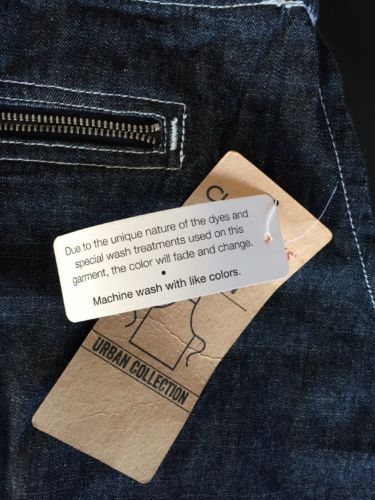 Due to the unique nature of the dyes and
special wash treatments used on this
garment, the color will fade and change.
•
Machine wash with like colors.
URBAN COLLECTION